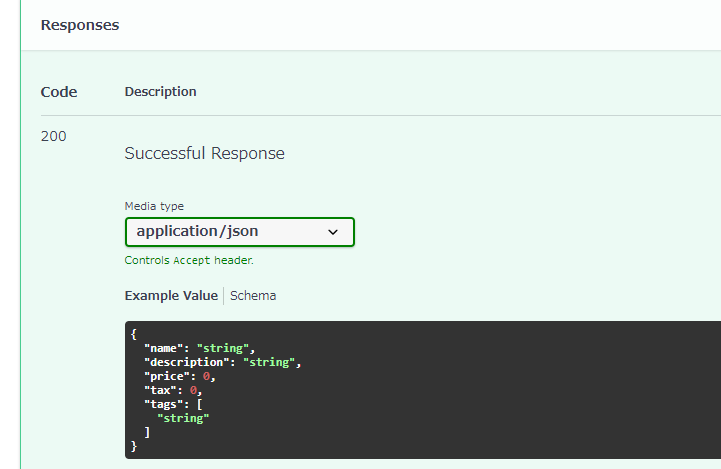 Responses
Code Description
200
Successful Response
Media type
application/json
Controls Accept header.
Example Value Schema
{
  "name": "string",
  "description": "string",
  "price": 0,
  "tax": 0,
  "tags": [
    "string"
  ]
}